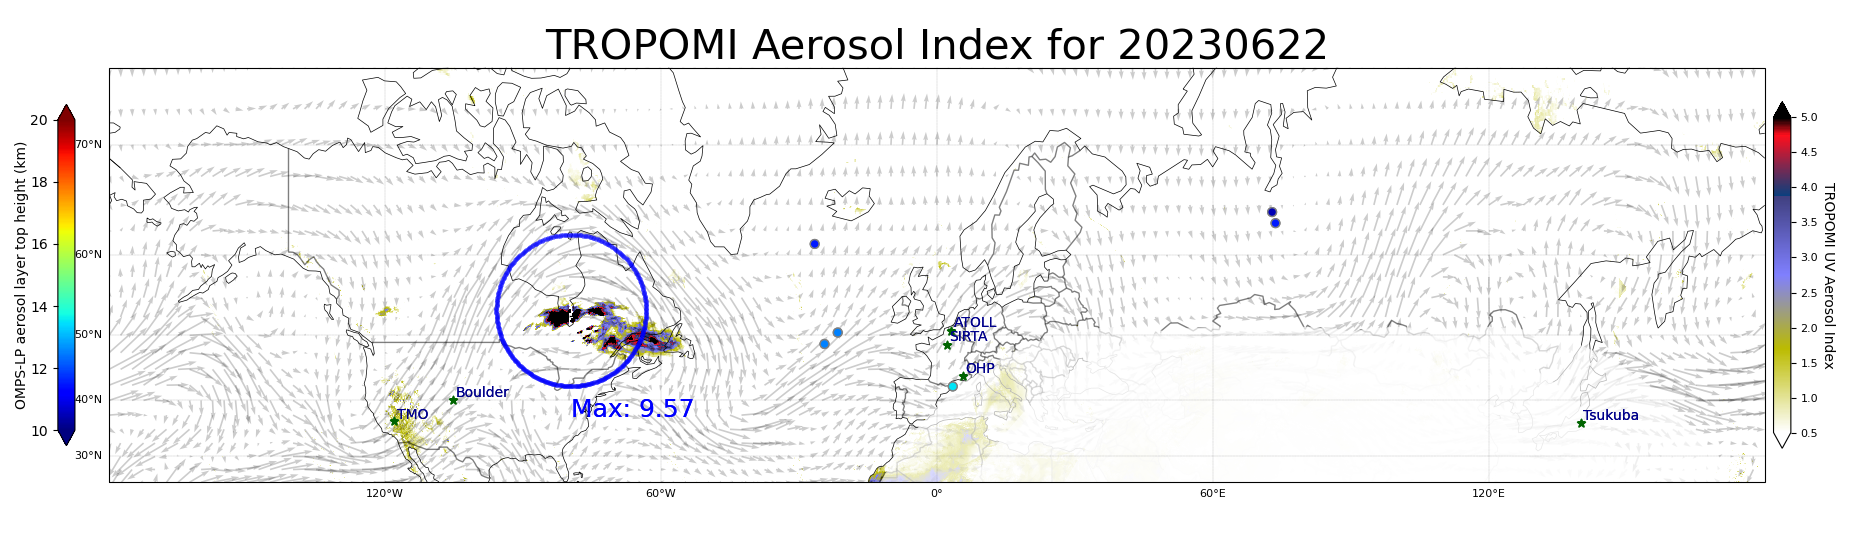 TROPOMI Aerosol Index for 20230622
OMPS-LP aerosol layer top height (km)
20
18
16
14
12
10
70°N
60°N
50°N
40°N
30°N
120°W
60°W
0°
60°E
120°E
ATOLL
SIRTA
OHP
Boulder
TMO
Tsukuba
Max: 9.57
5.0
4.5
4.0
3.5
3.0
2.5
2.0
1.5
1.0
0.5
TROPOMI UV Aerosol Index